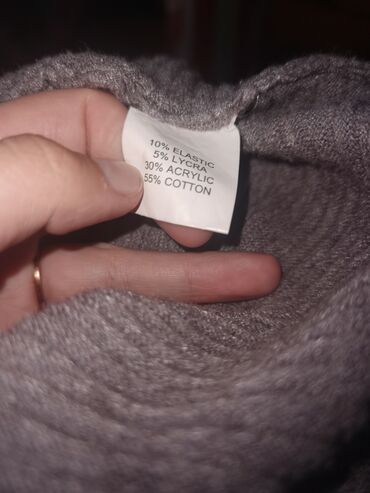 10% ELASTIC
5% LYCRA
30% ACRYLIC
55% COTTON